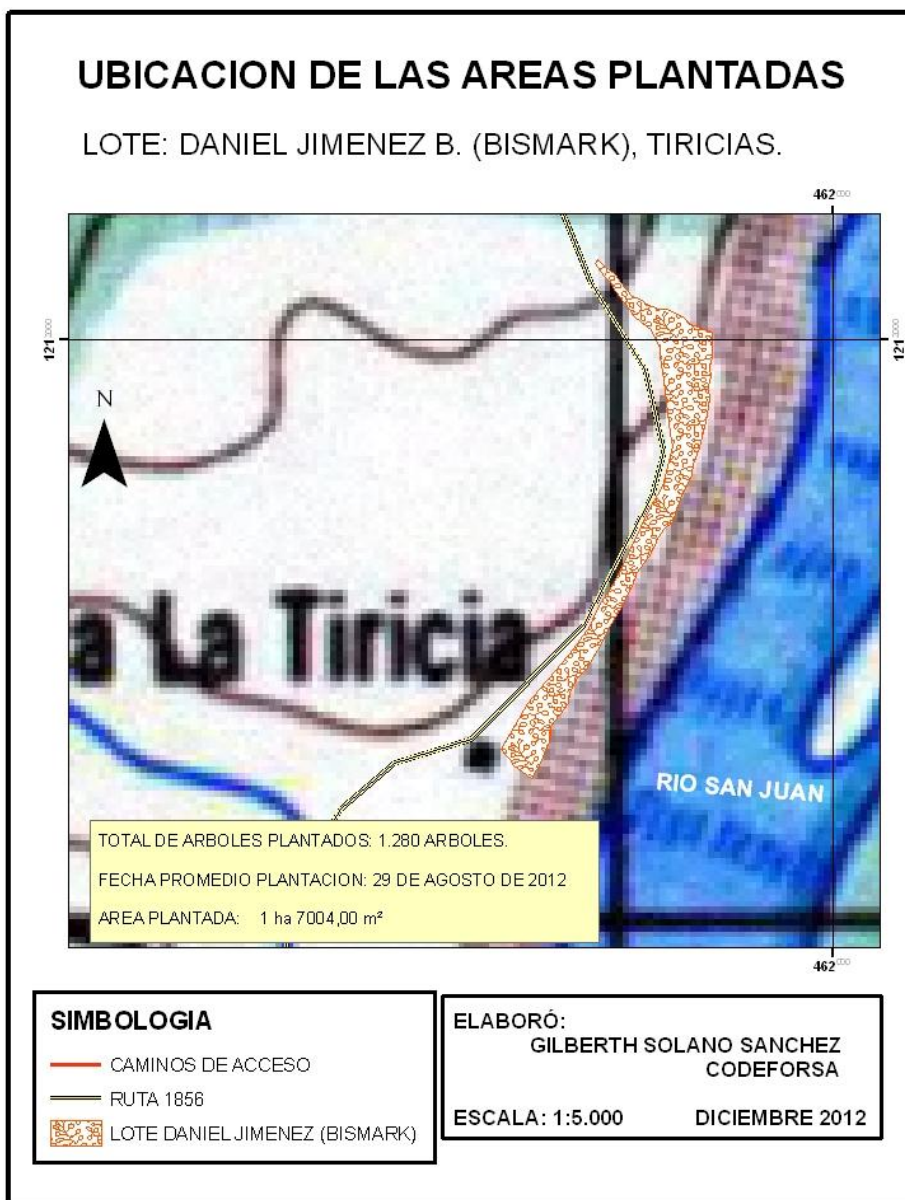 UBICACION DE LAS AREAS PLANTADAS
LOTE: DANIEL JIMENEZ B. (BISMARK), TIRICIAS.
462000
121 121
N
a La Tiricia
RIO SAN JUAN
TOTAL DE ARBOLES PLANTADOS: 1.280 ARBOLES.
FECHA PROMEDIO PLANTACION: 29 DE AGOSTO DE 2012
AREA PLANTADA: 1 ha 7004,00 m²
462000
SIMBOLOGIA
CAMINOS DE ACCESO
RUTA 1856
LOTE DANIEL JIMENEZ (BISMARK)
ELABORÓ:
GILBERTH SOLANO SANCHEZ
CODEFORSA
ESCALA: 1:5.000 DICIEMBRE 2012